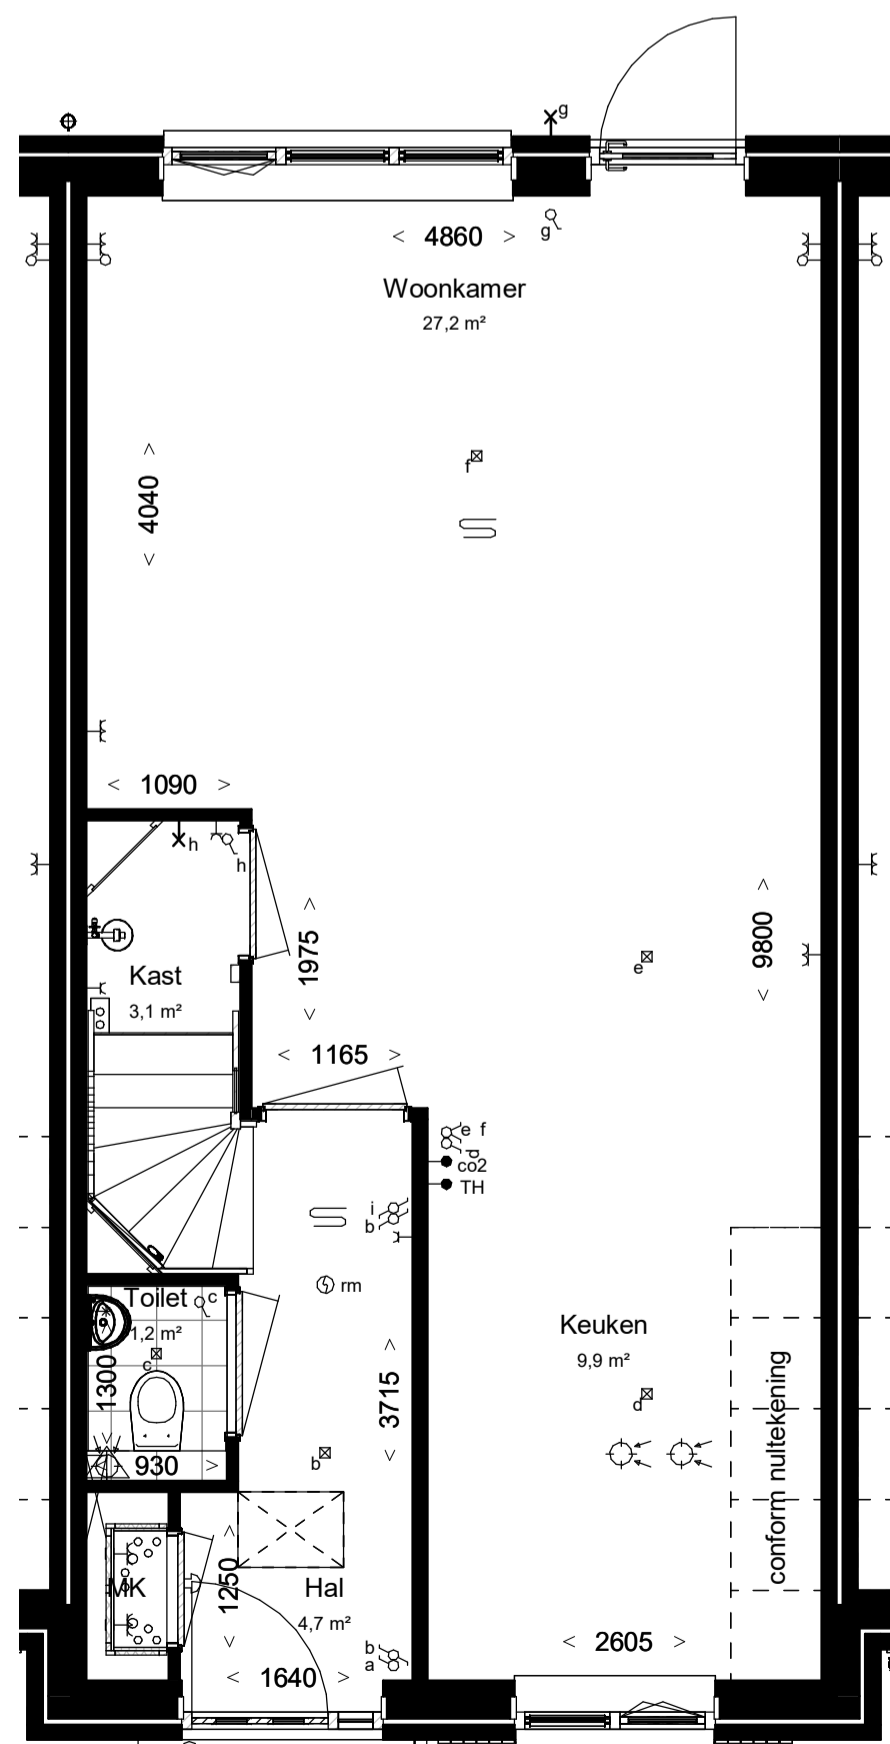 g
g
< 4860 >
Woonkamer
27,2 m²
f
< 4040 >
< 1090 >
h
h
< 1975 >
< 9800 >
e
Kast
3,1 m²
< 1165 >
e f
d
co2
TH
i
b
rm
Toilet
c
1,2 m²
c
1300
Keuken
9,9 m²
< 3715 >
d
conform nultekening
b
930 >
MK
< 1250 >
Hal
4,7 m²
b
a
< 2605 >
< 1640 >